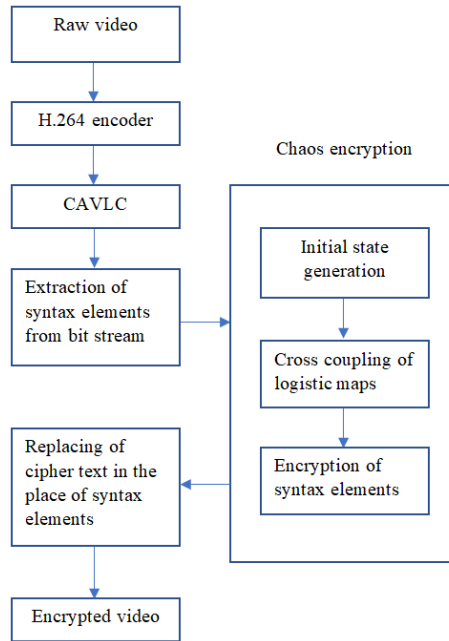 Raw video
H.264 encoder
CAVLC
Extraction of
syntax elements
from bit stream
Chaos encryption
Initial state
generation
Cross coupling of
logistic maps
Encryption of
syntax elements
Replacing of
cipher text in the
place of syntax
elements
Encrypted video